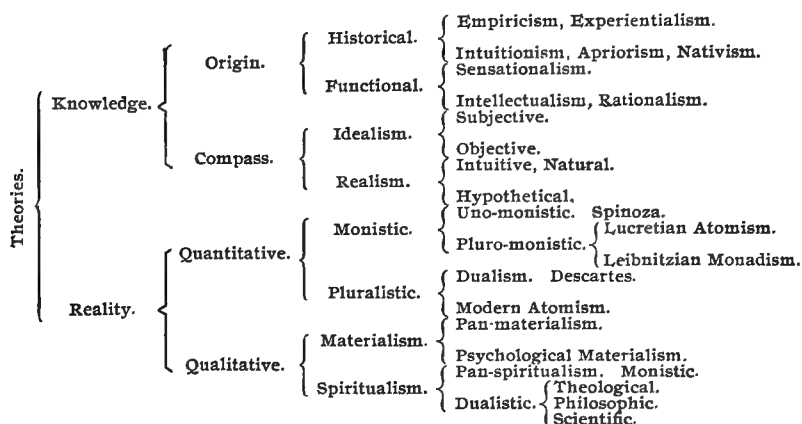 Theories.
Knowledge.
Origin.
Historical.
Empiricism, Experientialism.
Intuitionism, Apriorism, Nativism.
Functional.
Sensationalism.
Intellectualism, Rationalism.
Compass.
Idealism.
Subjective.
Objective.
Realism.
Intuitive, Natural.
Hypothetical.
Reality.
Quantitative.
Monistic.
Uno-monistic. Spinoza.
Pluro-monistic.
Lucretian Atomism.
Leibnitzian Monadism.
Pluralistic.
Dualism. Descartes.
Modern Atomism.
Qualitative.
Materialism.
Pan-materialism.
Psychological Materialism.
Spiritualism.
Pan-spiritualism. Monistic.
Dualistic.
Theological.
Philosophic.
Scientific.